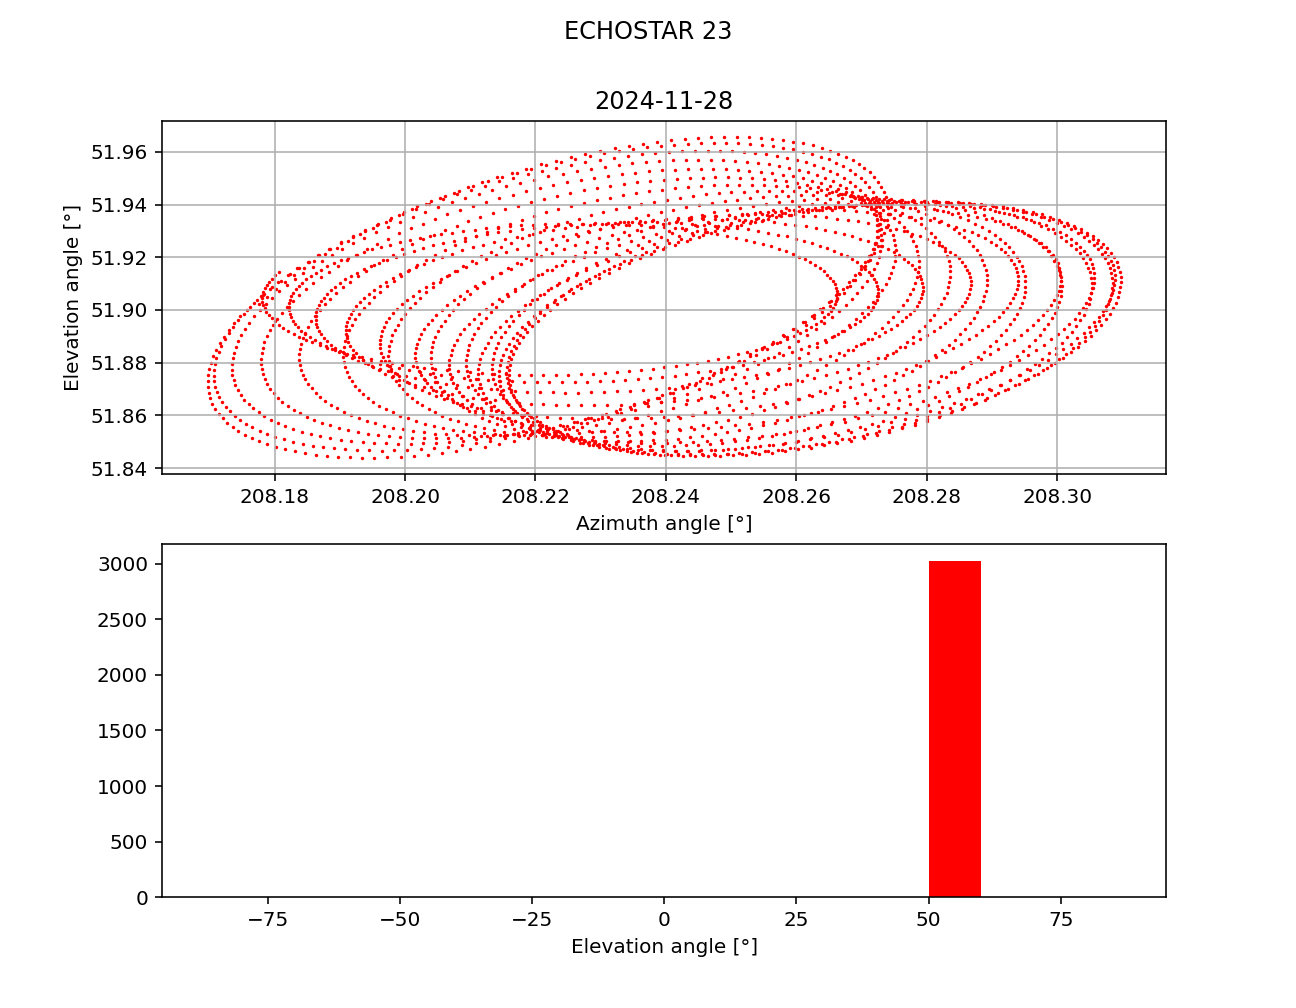 ECHOSTAR 23
2024-11-28
Elevation angle [°]
51.96
51.94
51.92
51.90
51.88
51.86
51.84
208.18 208.20 208.22 208.24 208.26 208.28 208.30
Azimuth angle [°]
3000
2500
2000
1500
1000
500
0
−75 −50 −25 0 25 50 75
Elevation angle [°]